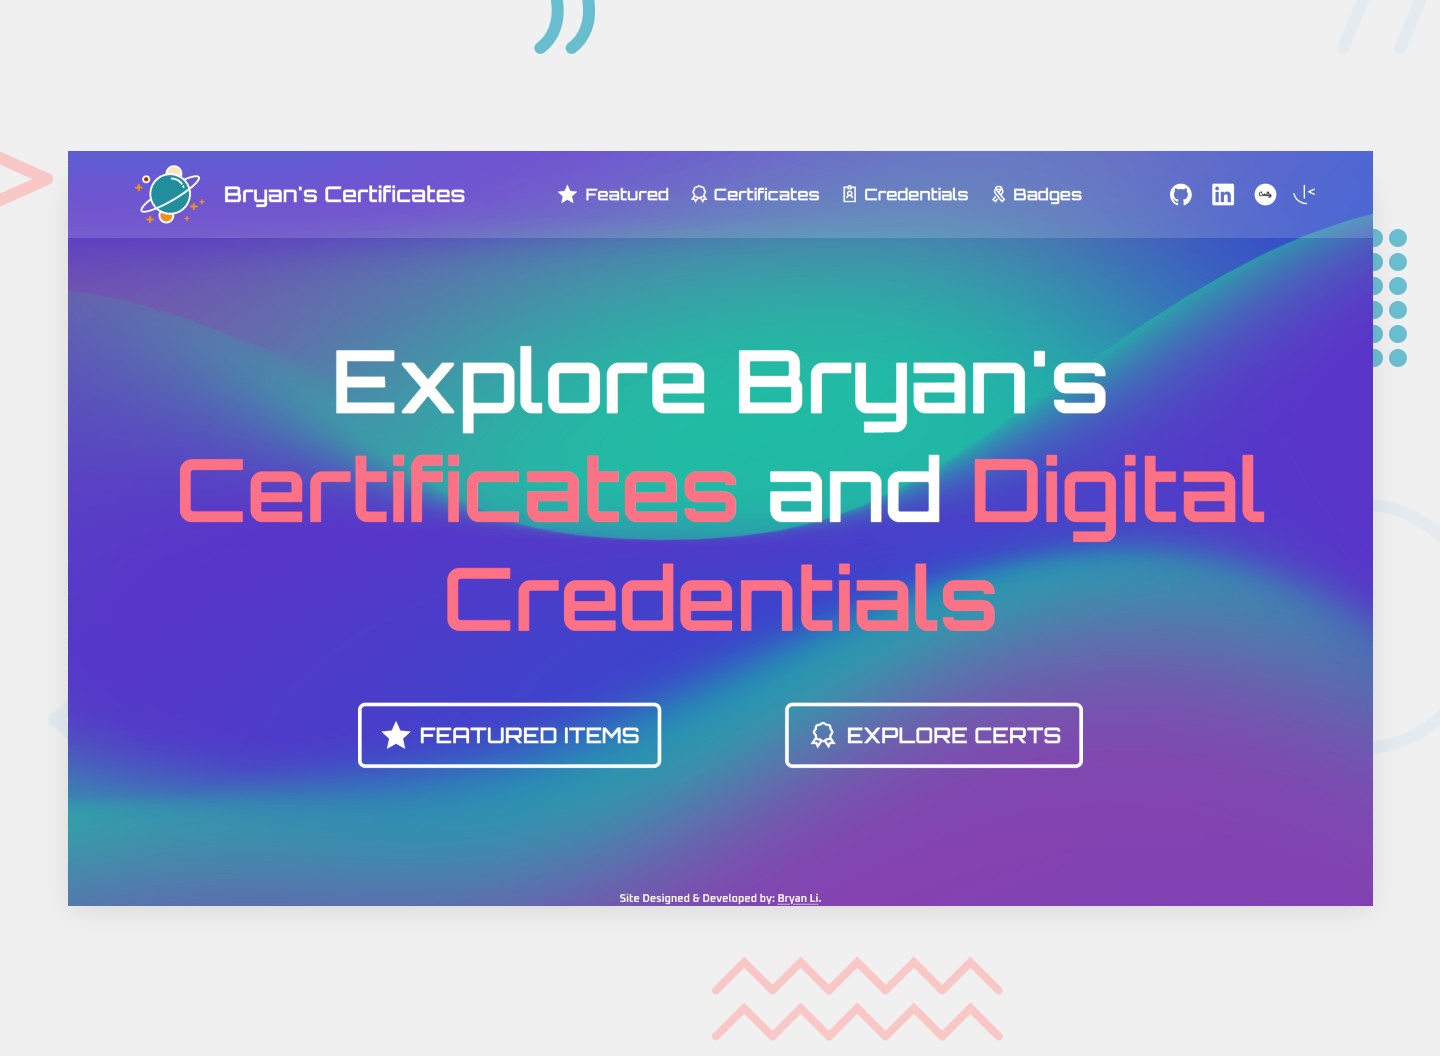 Bryan's Certificates
Featured
Certificates
Credentials
Badges
Explore Bryan's
Certificates and Digital
Credentials
FEATURED ITEMS
EXPLORE CERTS
Site Designed & Developed by: Bryan Li.